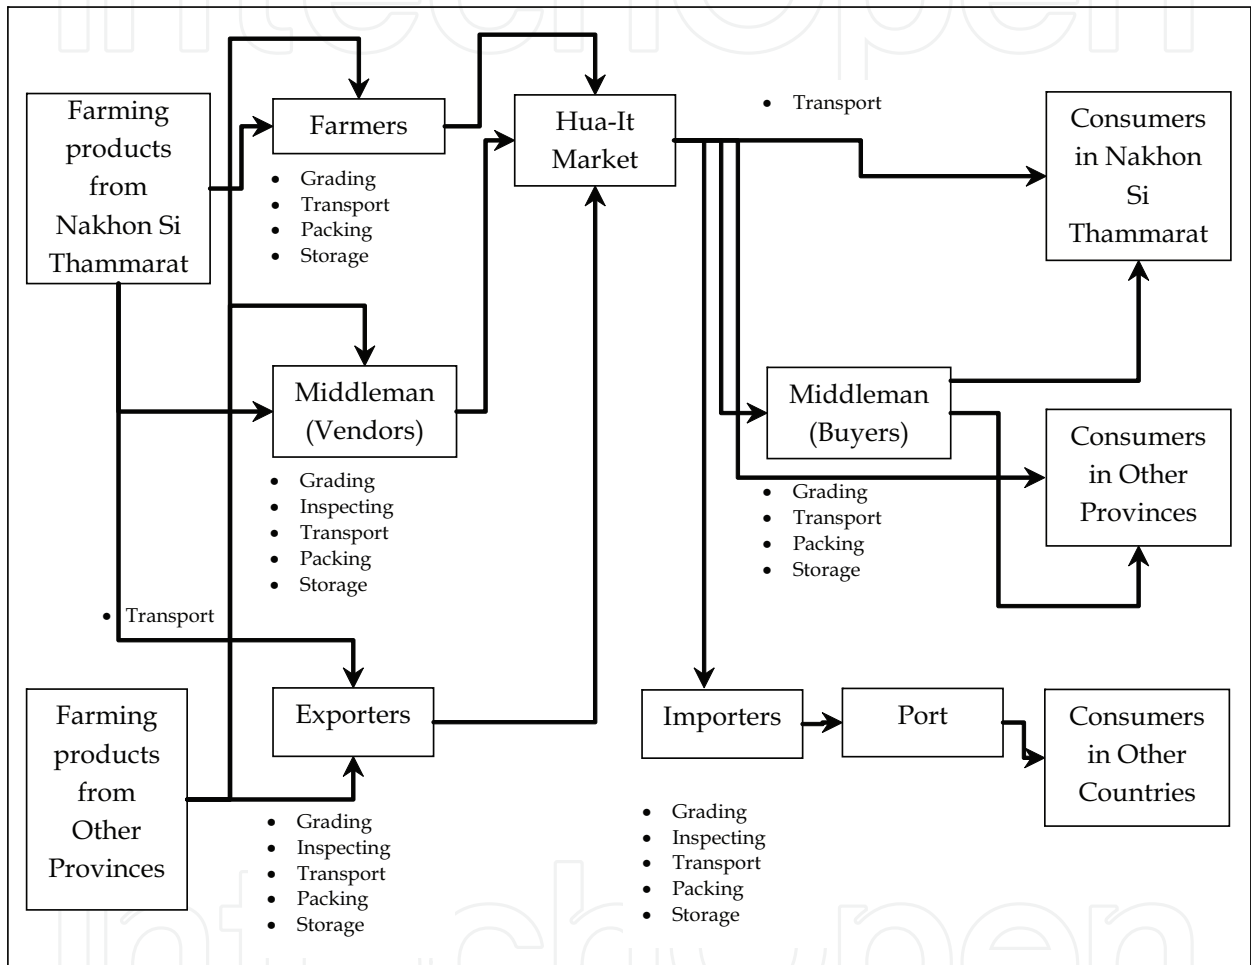 intechopen
Farming
products
from
Nakhon Si
Thammarat
Farmers
• Grading
• Transport
• Packing
• Storage
Hua-It
Market
• Transport
Consumers
in Nakhon
Si
Thammarat
Middleman
(Vendors)
• Grading
• Inspecting
• Transport
• Packing
• Storage
Middleman
(Buyers)
• Grading
• Transport
• Packing
• Storage
Consumers
in Other
Provinces
• Transport
Farming
products
from
Other
Provinces
Exporters
• Grading
• Inspecting
• Transport
• Packing
• Storage
Importers
• Grading
• Inspecting
• Transport
• Packing
• Storage
Port
Consumers
in Other
Countries
intechopen